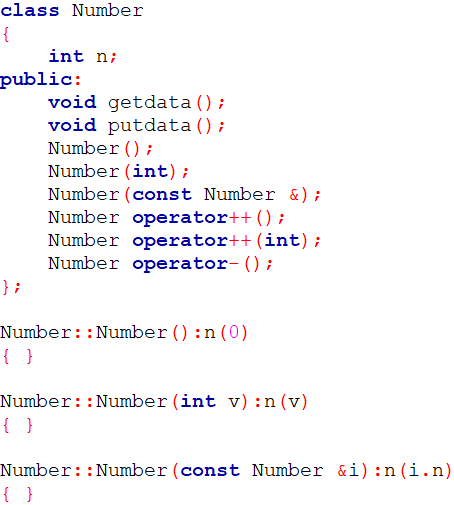 class Number
{
    int n;
public:
    void getdata();
    void putdata();
    Number();
    Number(int);
    Number(const Number &);
    Number operator++();
    Number operator++(int);
    Number operator-();
};

Number::Number():n(0)
{ }

Number::Number(int v):n(v)
{ }

Number::Number(const Number &i):n(i.n)
{ }